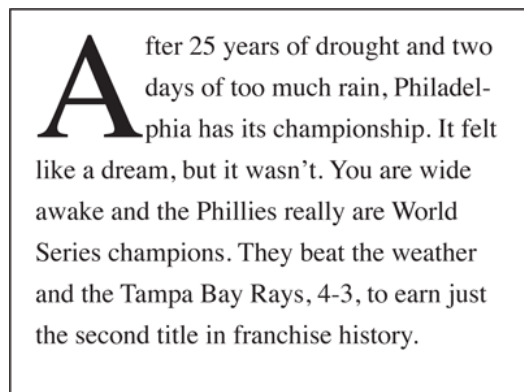 After 25 years of drought and two
days of too much rain, Philadel-
phia has its championship. It felt
like a dream, but it wasn’t. You are wide
awake and the Phillies really are World
Series champions. They beat the weather
and the Tampa Bay Rays, 4-3, to earn just
the second title in franchise history.